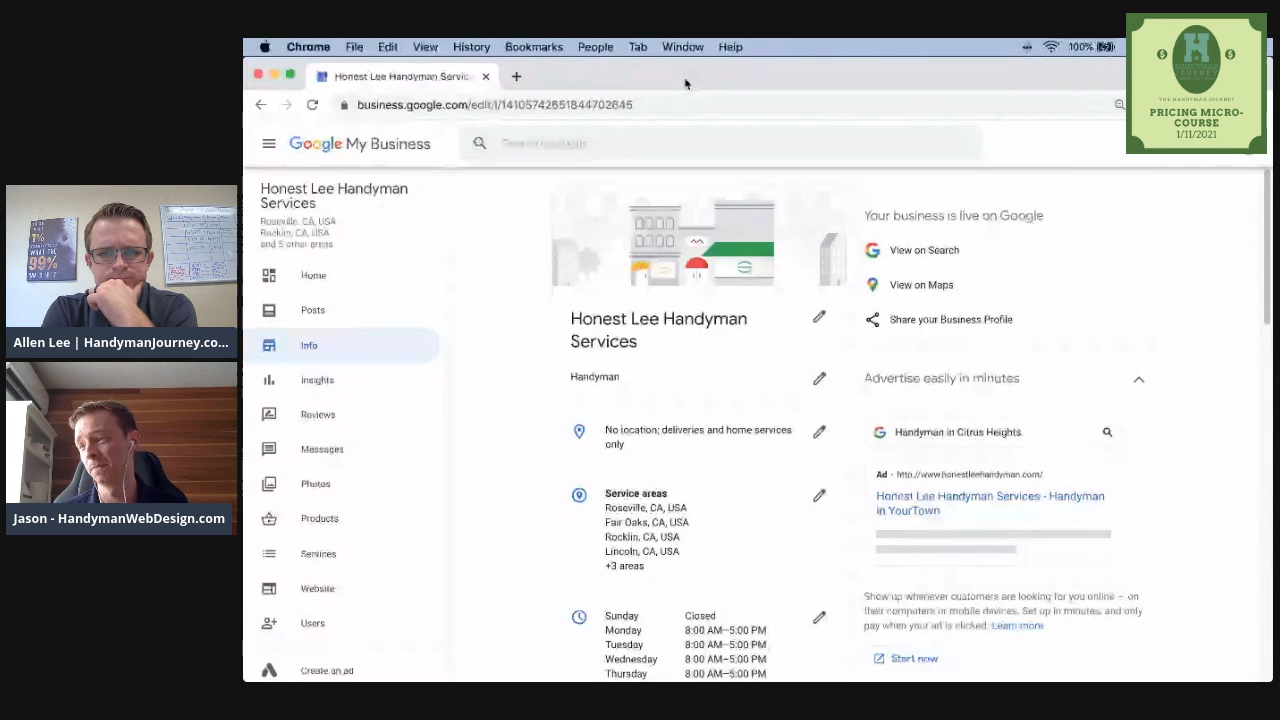 Chrome File Edit View History Bookmarks People Tab Window Help
100%
Honest Lee Handyman Servic
business.google.com/edit/l/14105742651844702645
Google My Business
THE HANDYMAN JOURNEY
PRICING MICRO-
COURSE
1/11/2021
Honest Lee Handyman
Services
Roseville, CA, USA
Rocklin, CA, USA
and 5 other areas
Home
Posts
Info
Insights
Reviews
Messages
Photos
Products
Services
Website
Users
Create an ad
Honest Lee Handyman
Services
Handyman
No location; deliveries and home services
only
Service areas
Roseville, CA, USA
Fair Oaks, CA, USA
Rocklin, CA, USA
Lincoln, CA, USA
+3 areas
Sunday Closed
Monday 8:00 AM–5:00 PM
Tuesday 8:00 AM–5:00 PM
Wednesday 8:00 AM–5:00 PM
Thursday 8:00 AM–5:00 PM
Your business is live on Google
View on Search
View on Maps
Share your Business Profile
Advertise easily in minutes
Handyman in Citrus Heights
Ad - http://www.honestleehandyman.com/
Honest Lee Handyman Services - Handyman
in YourTown
Show up whenever customers are looking for you online – on
their computers or mobile devices. Set up in minutes, and only
pay when your ad is clicked. Learn more
Start now
1%
WHAT THE
99%
WON'T
Allen Lee | HandymanJourney.co...
Jason - HandymanWebDesign.com